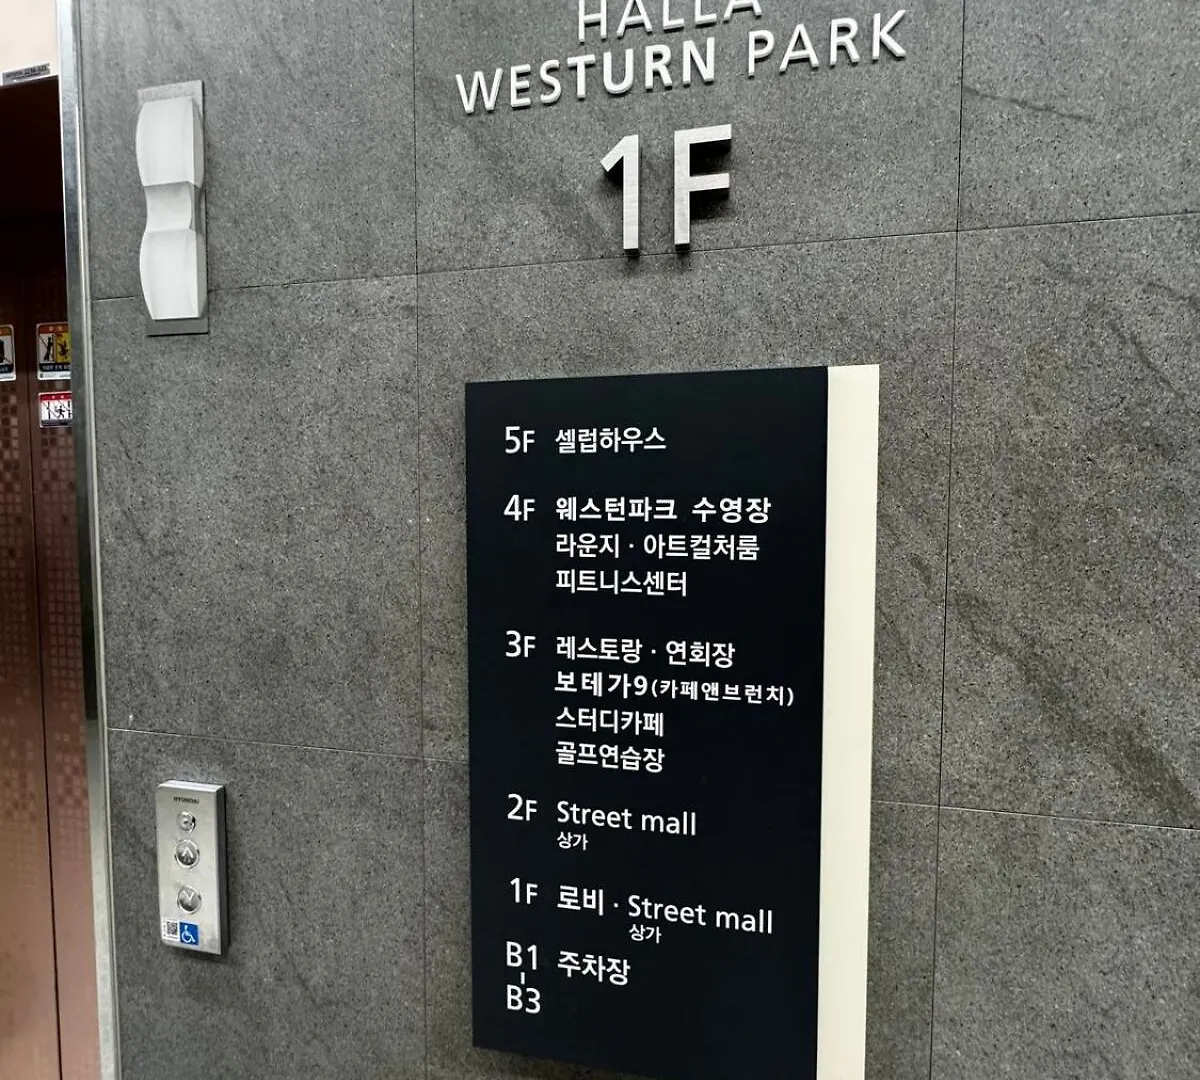 HALLA
WESTURN PARK
1F
5F 셀럽하우스
4F 웨스턴파크 수영장
라운지 · 아트컬처룸
피트니스센터
3F 레스토랑 · 연회장
보테가9(카페앤브런치)
스터디카페
골프연습장
2F Street mall
상가
1F 로비 · Street mall
상가
B1 주차장
B3
HYUNDAI